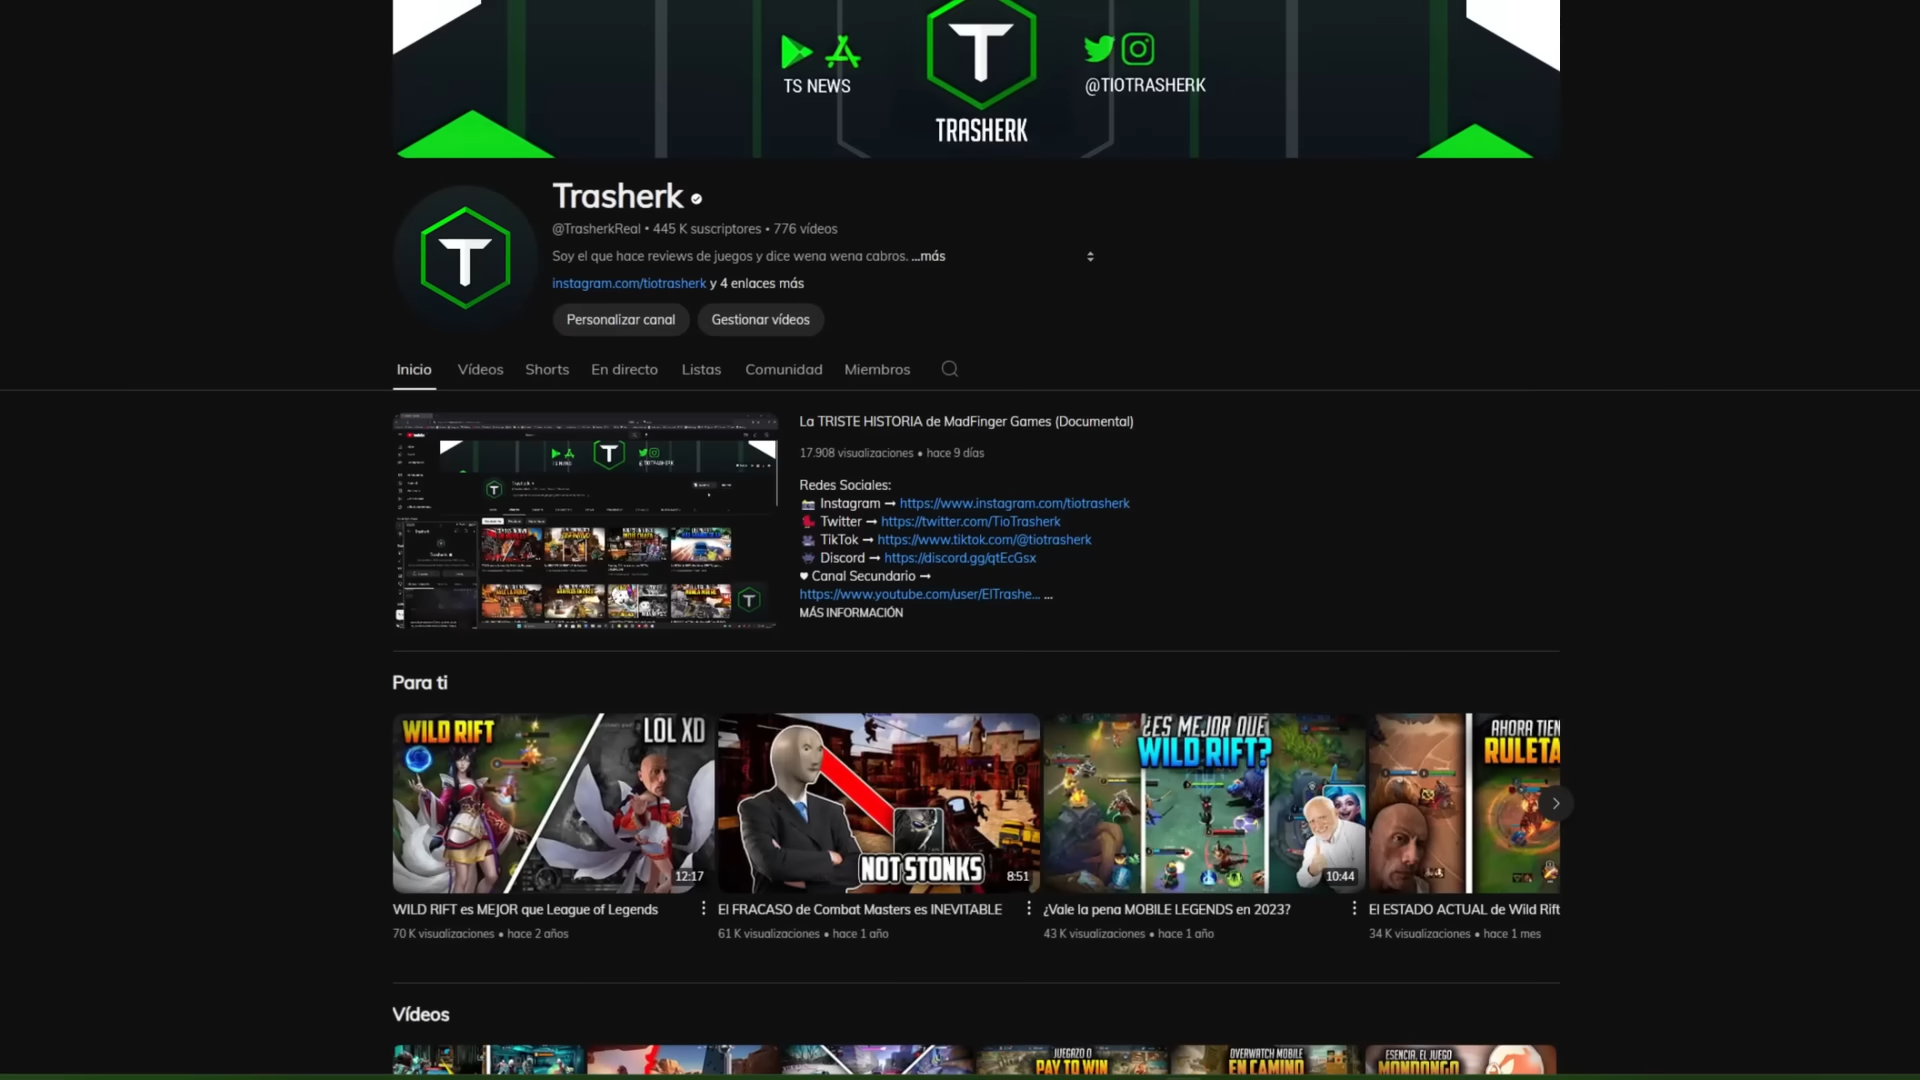 TS NEWS
TRASHERK
@TIOTRASHERK
Trasherk
@TrasherkReal • 445 K suscriptores • 776 vídeos
Soy el que hace reviews de juegos y dice wena wena cabros. ...más
instagram.com/tiotrasherk y 4 enlaces más
Personalizar canal
Gestionar vídeos
Inicio
Vídeos
Shorts
En directo
Listas
Comunidad
Miembros
La TRISTE HISTORIA de MadFinger Games (Documental)
17.908 visualizaciones • hace 9 días
Redes Sociales:
Instagram → https://www.instagram.com/tiotrasherk
Twitter → https://twitter.com/TioTrasherk
TikTok → https://www.tiktok.com/@tiotrasherk
Discord → https://discord.gg/qtEcGsx
♥ Canal Secundario →
https://www.youtube.com/user/ElTrashe... ...
MÁS INFORMACIÓN
Para ti
WILD RIFT
LOL XD
12:17
NOT STONKS
8:51
¿ES MEJOR QUE
WILD RIFT?
10:44
AHORA TIEN
RULETA
WILD RIFT es MEJOR que League of Legends
70 K visualizaciones • hace 2 años
El FRACASO de Combat Masters es INEVITABLE
61 K visualizaciones • hace 1 año
¿Vale la pena MOBILE LEGENDS en 2023?
43 K visualizaciones • hace 1 año
El ESTADO ACTUAL de Wild Rift
34 K visualizaciones • hace 1 mes
Vídeos
JUEGAZO O
PAY TO WIN
OVERWATCH MOBILE
EN CAMINO
ESENCIA, EL JUEGO
MONDONGO